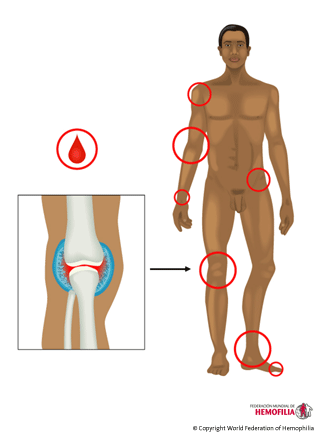 FEDERACIÓN MUNDIAL DE
HEMOFILIA
© Copyright World Federation of Hemophilia